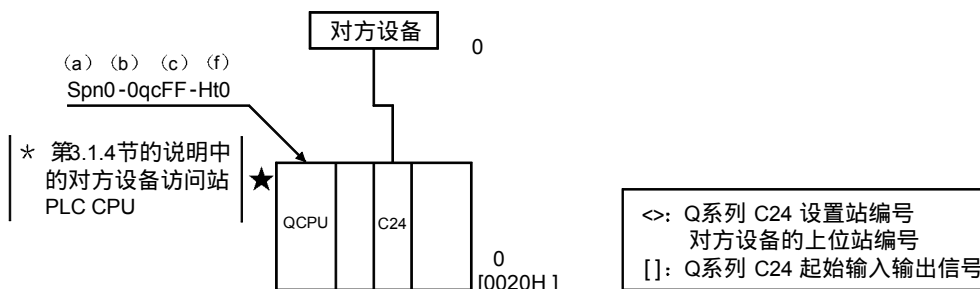 对方设备
0
（a）（b）（c）（f）
Spn0-0qcFF-Ht0
* 第3.1.4节的说明中
的对方设备访问站
PLC CPU
★
QCPU
C24
0
[0020H ]
<>: Q系列 C24 设置站编号
对方设备的上位站编号
[ ]: Q系列 C24 起始输入输出信号